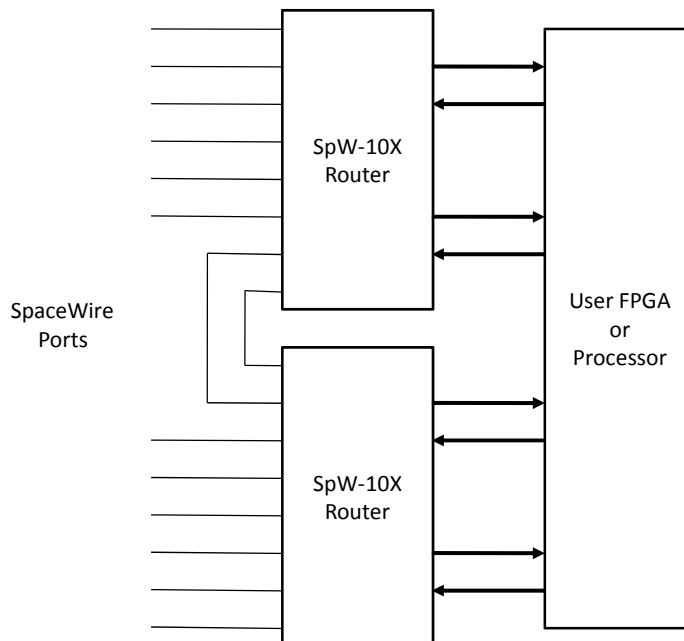 SpW-10X
Router
SpaceWire
Ports
User FPGA
or
Processor
SpW-10X
Router